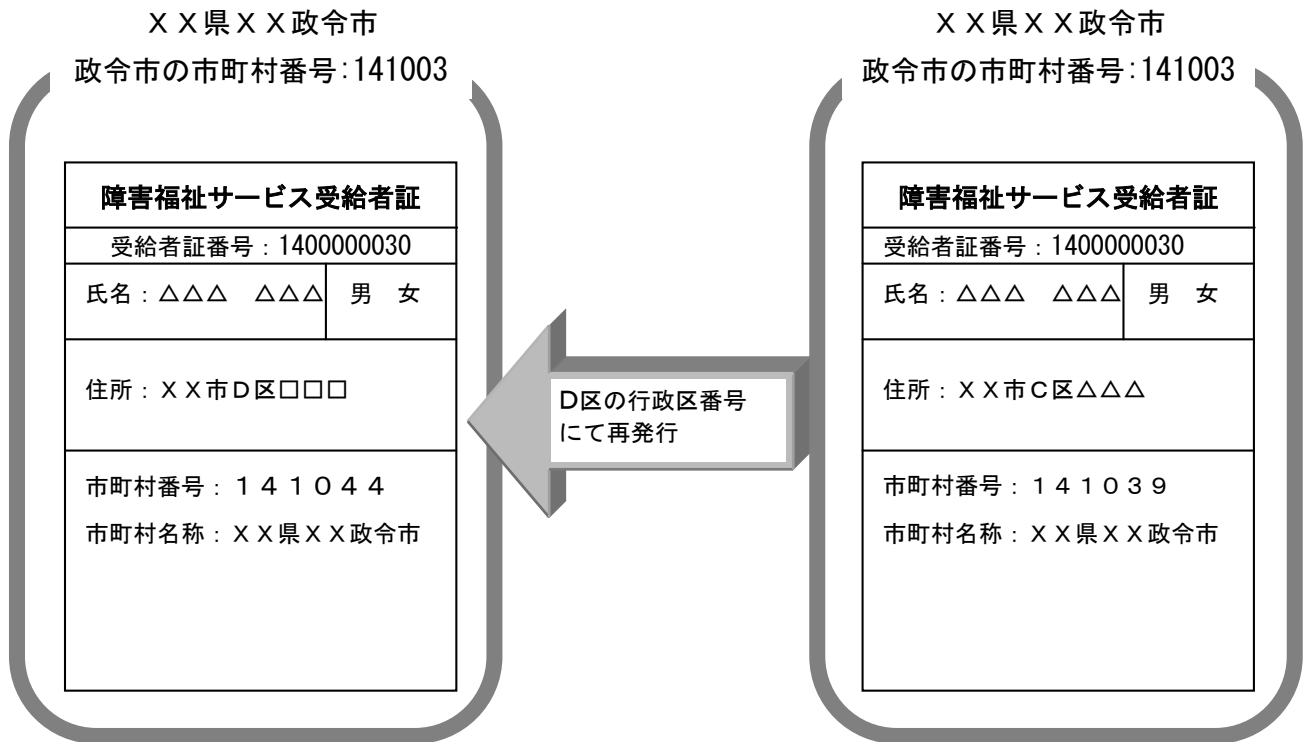 ＸＸ県ＸＸ政令市
政令市の市町村番号:141003
障害福祉サービス受給者証
受給者証番号：1400000030
氏名：△△△　△△△　男　女
住所：ＸＸ市Ｄ区□□□
市町村番号：１４１０４４
市町村名称：ＸＸ県ＸＸ政令市
D区の行政区番号
にて再発行
ＸＸ県ＸＸ政令市
政令市の市町村番号:141003
障害福祉サービス受給者証
受給者証番号：1400000030
氏名：△△△　△△△　男　女
住所：ＸＸ市Ｃ区△△△
市町村番号：１４１０３９
市町村名称：ＸＸ県ＸＸ政令市